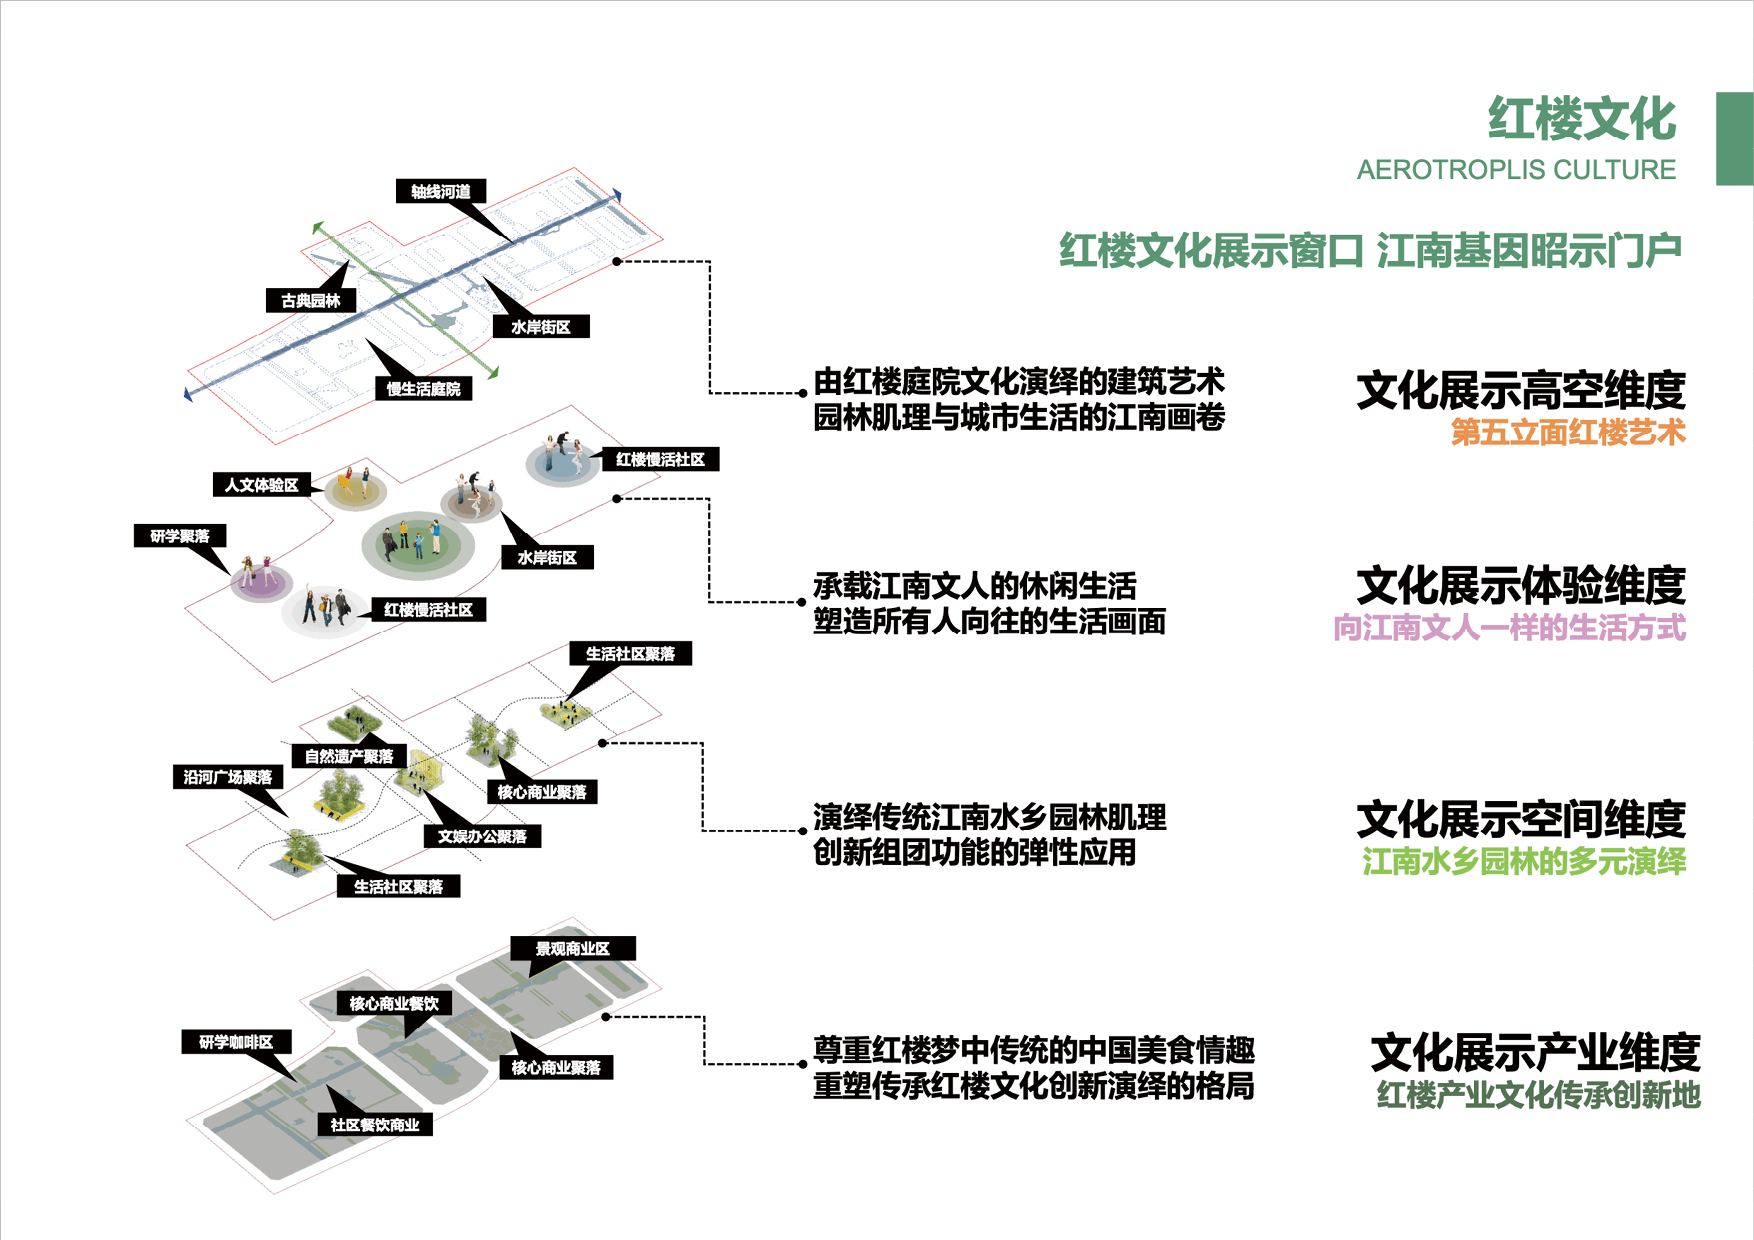 红楼文化
AEROTROPLIS CULTURE
红楼文化展示窗口 江南基因昭示门户
轴线河道
古典园林
水岸街区
慢生活庭院
由红楼庭院文化演绎的建筑艺术
园林肌理与城市生活的江南画卷
文化展示高空维度
第五立面红楼艺术
红楼慢活社区
人文体验区
研学聚落
水岸街区
红楼慢活社区
承载江南文人的休闲生活
塑造所有人向往的生活画面
文化展示体验维度
向江南文人一样的生活方式
生活社区聚落
自然遗产聚落
沿河广场聚落
核心商业聚落
文娱办公聚落
生活社区聚落
演绎传统江南水乡园林肌理
创新组团功能的弹性应用
文化展示空间维度
江南水乡园林的多元演绎
景观商业区
核心商业餐饮
研学咖啡区
核心商业聚落
社区餐饮商业
尊重红楼梦中传统的中国美食情趣
重塑传承红楼文化创新演绎的格局
文化展示产业维度
红楼产业文化传承创新地